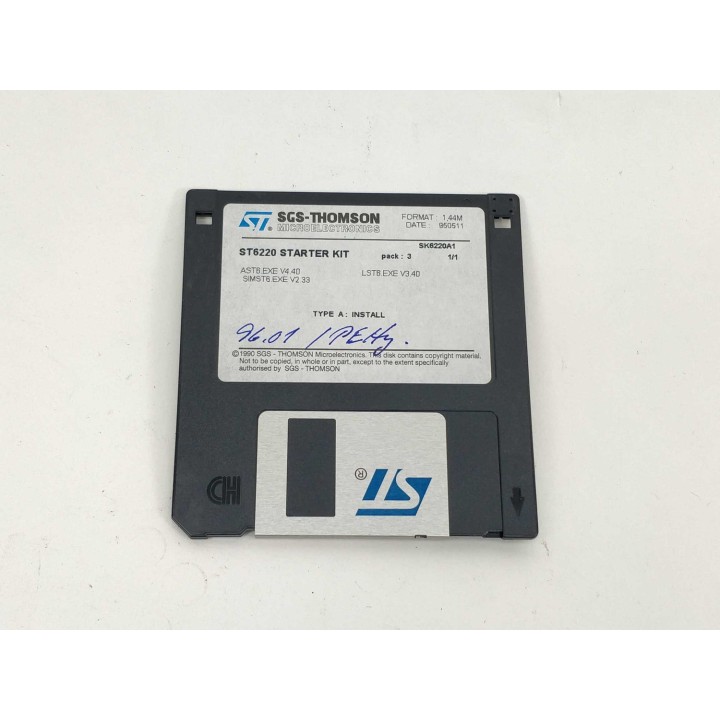 ST® SGS-THOMSON FORMAT : 1,44M
MICROELECTRONICS DATE : 950511
SK6220A1
ST6220 STARTER KIT pack : 3 1/1
AST6.EXE V4.40 LST6.EXE V3.40
SIMST6.EXE V2.33
TYPE A : INSTALL
96.01
©1990 SGS - THOMSON Microelectronics. This disk contains copyright material.
Not to be copied, in whole or in part, except to the extent specifically
authorised by SGS - THOMSON
ST®
HD